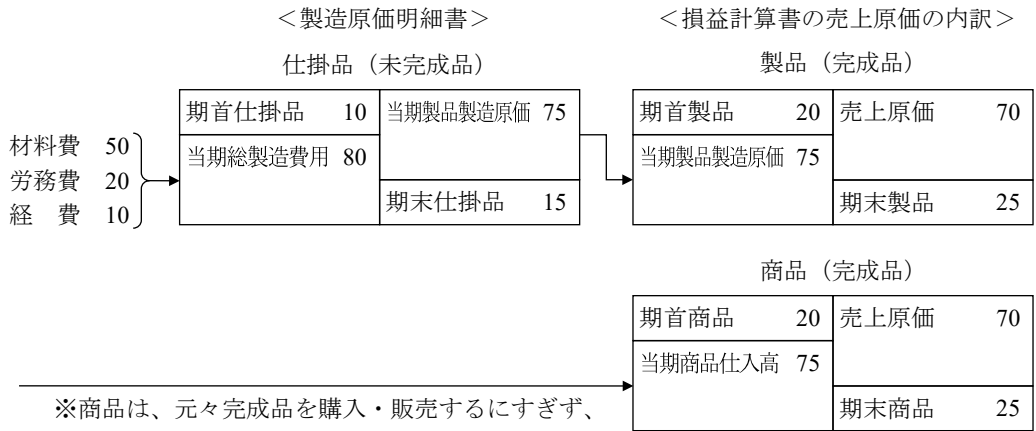 ＜製造原価明細書＞
＜損益計算書の売上原価の内訳＞
仕掛品（未完成品）
製品（完成品）
期首仕掛品 10 当期製品製造原価 75
期首製品 20 売上原価 70
材料費 50
当期総製造費用 80
当期製品製造原価 75
労務費 20
経 費 10
期末仕掛品 15
期末製品 25
商品（完成品）
期首商品 20 売上原価 70
当期商品仕入高 75
※商品は、元々完成品を購入・販売するにすぎず、
期末商品 25